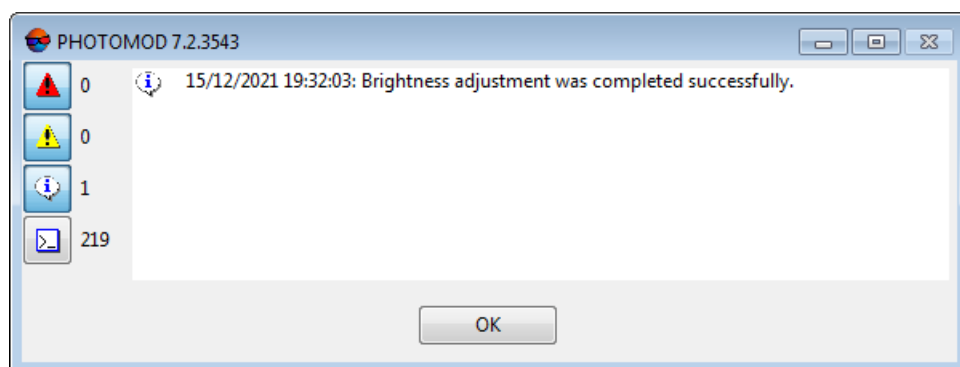 PHOTOMOD 7.2.3543
0
15/12/2021 19:32:03: Brightness adjustment was completed successfully.
0
1
219
OK